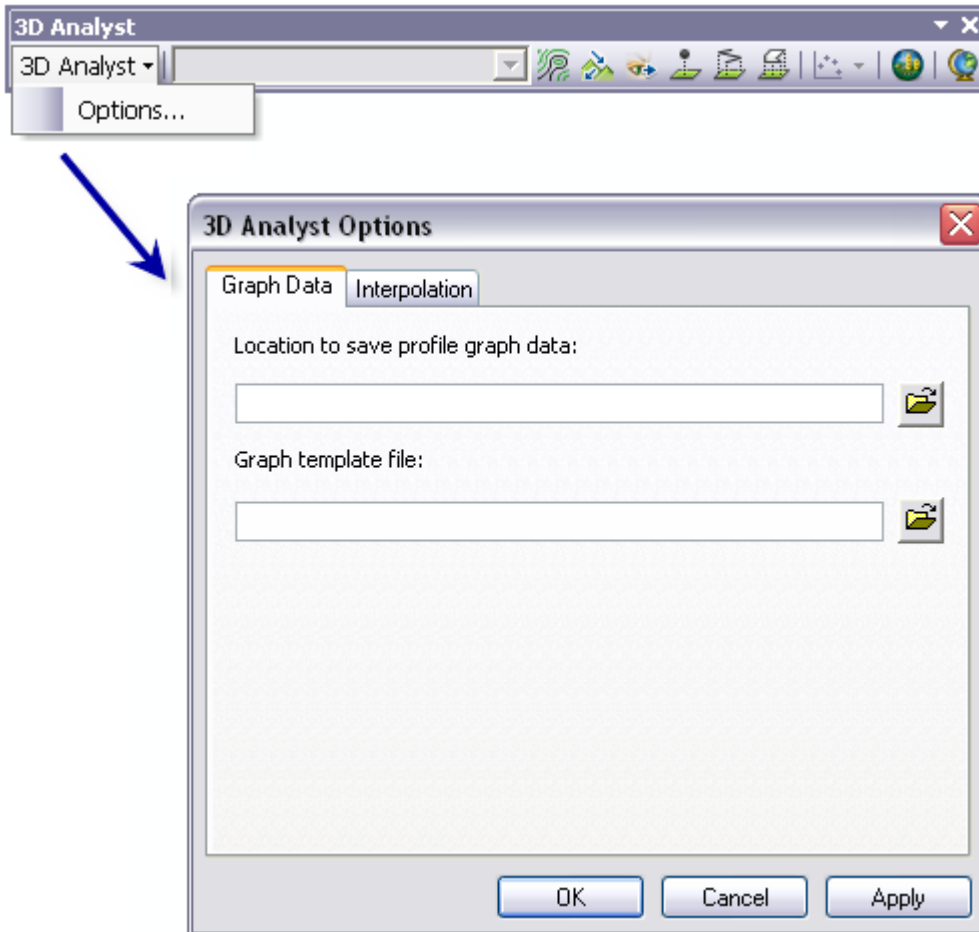 3D Analyst
3D Analyst
Options...
3D Analyst Options
Graph Data Interpolation
Location to save profile graph data:
Graph template file:
OK Cancel Apply